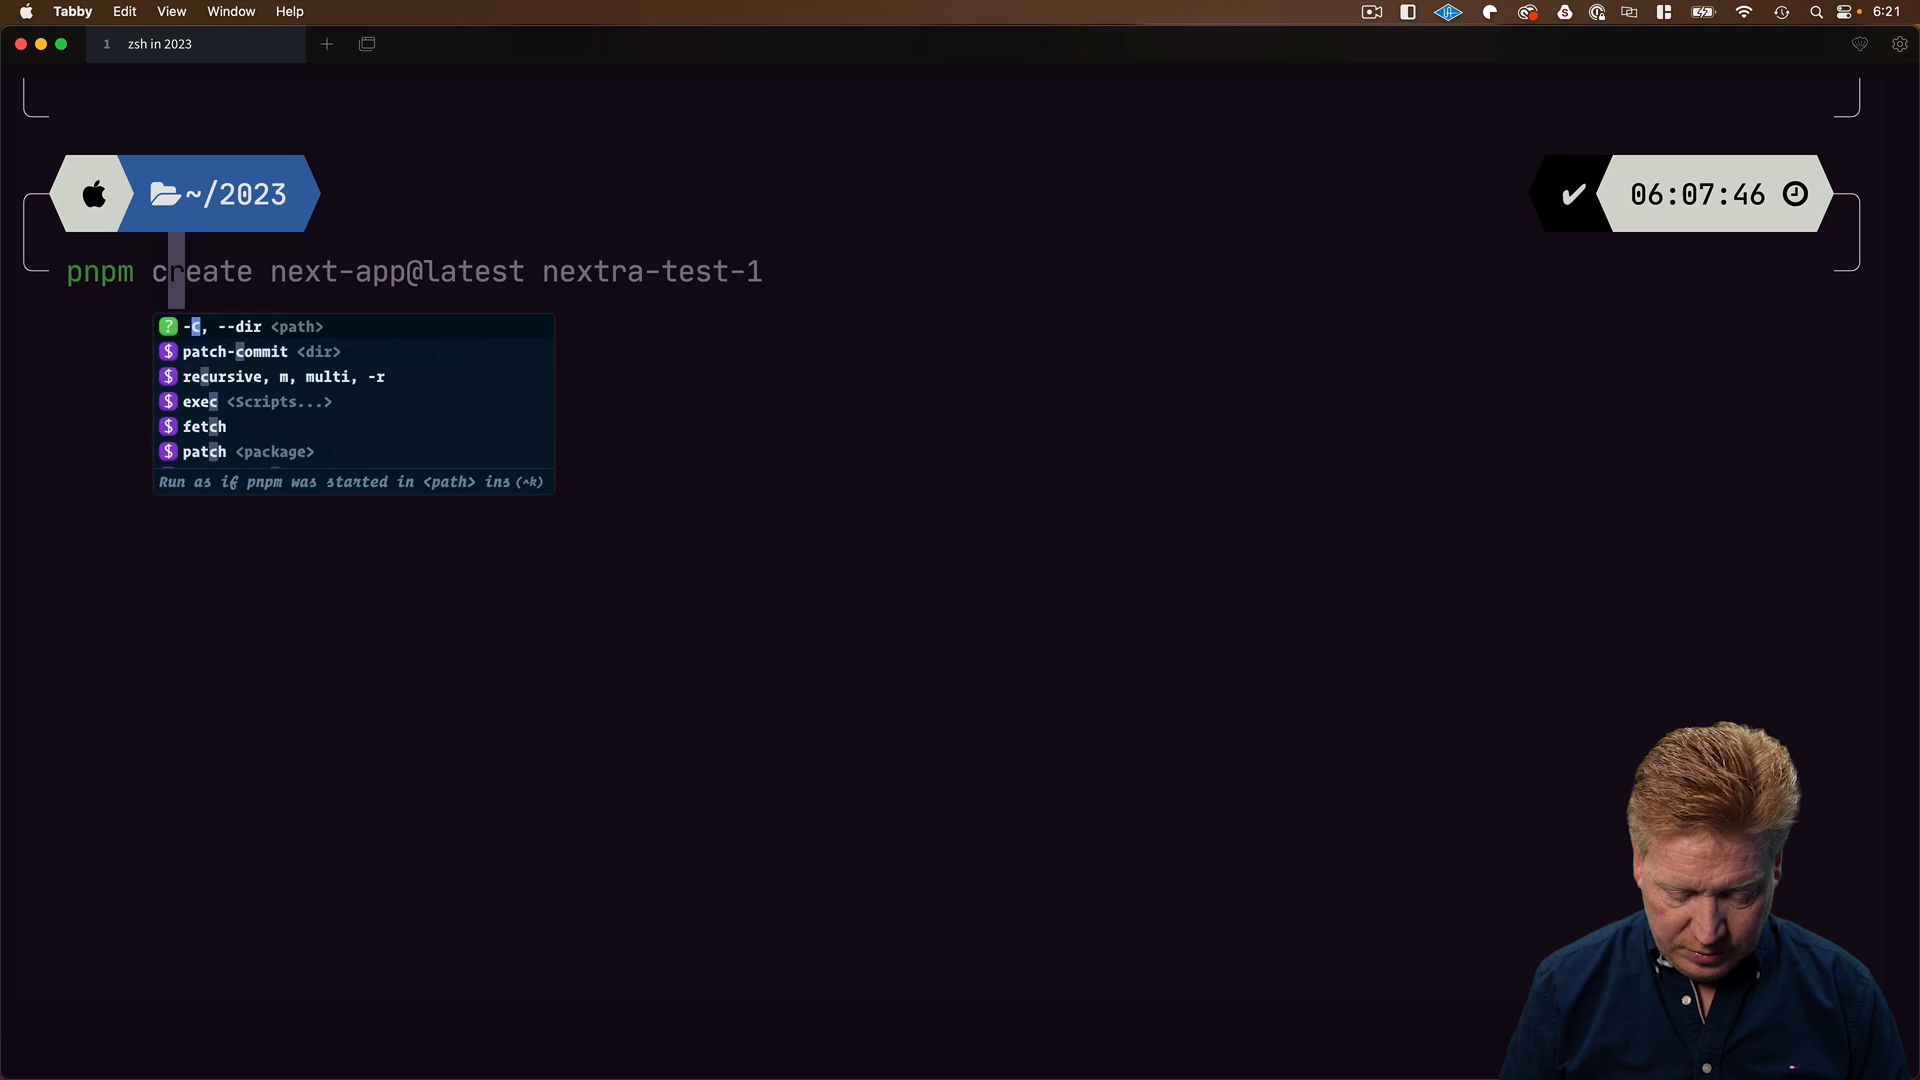 Tabby Edit View Window Help 6:21
1 zsh in 2023
~/2023 06:07:46
pnpm create next-app@latest nextra-test-1
? -C, --dir <path>
$ patch-commit <dir>
$ recursive, m, multi, -r
$ exec <Scripts...>
$ fetch
$ patch <package>
Run as if pnpm was started in <path> ins (^k)